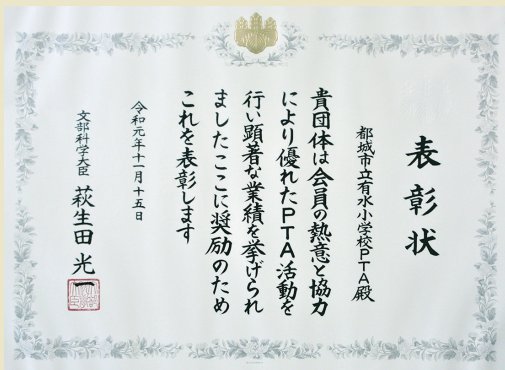 表彰状
都城市立有水小学校PTA殿
貴団体は会員の熱意と協力
により優れたPTA活動を
行い顕著な業績を挙げられ
ましたここに奨励のため
これを表彰します
令和元年十一月十五日
文部科学大臣 萩生田光一